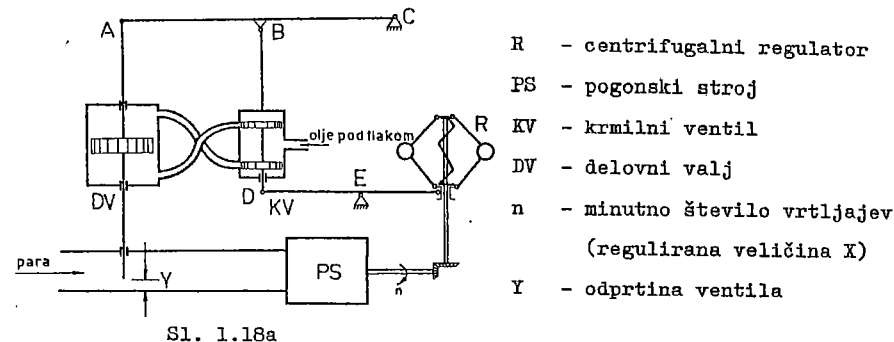 A
B
C
R - centrifugalni regulator
PS - pogonski stroj
KV - krmilni ventil
DV - delovni valj
n - minutno število vrtljajev
(regulirana veličina X)
Y - odprtina ventila
olje pod tlakom
R
E
DV
D
KV
para
Y
PS
n
Sl. 1.18a